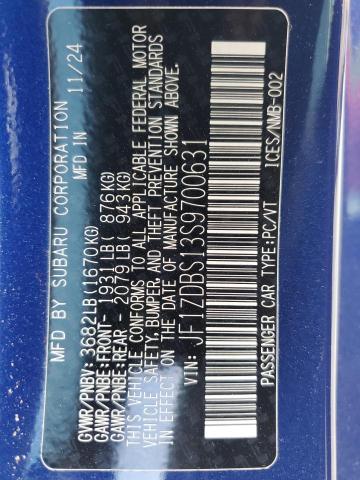 MFD BY SUBARU CORPORATION 11/24
MFD IN
GVWR/PNBV: 3682LB(1670KG)
GAWR/PNBE:FRONT- 1931LB( 876KG)
GAWR/PNBE:REAR - 2079LB( 943KG)
THIS VEHICLE CONFORMS TO ALL APPLICABLE FEDERAL MOTOR
VEHICLE SAFETY, BUMPER, AND THEFT PREVENTION STANDARDS
IN EFFECT ON THE DATE OF MANUFACTURE SHOWN ABOVE.
VIN: JF1ZDBS13S9700631
PASSENGER CAR TYPE:PC/VT
ICES/NMB-002